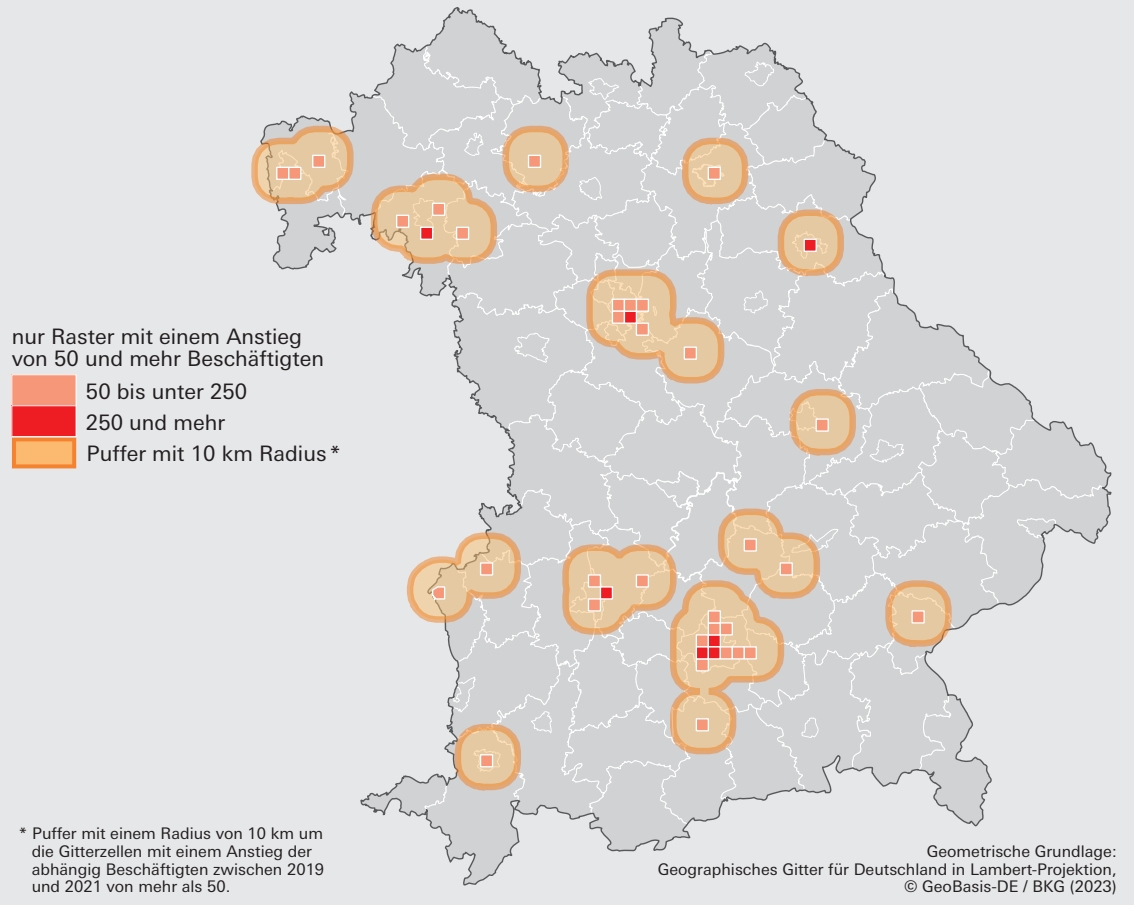 nur Raster mit einem Anstieg
von 50 und mehr Beschäftigten
50 bis unter 250
250 und mehr
Puffer mit 10 km Radius *
* Puffer mit einem Radius von 10 km um
die Gitterzellen mit einem Anstieg der
abhängig Beschäftigten zwischen 2019
und 2021 von mehr als 50.
Geometrische Grundlage:
Geographisches Gitter für Deutschland in Lambert-Projektion,
© GeoBasis-DE / BKG (2023)